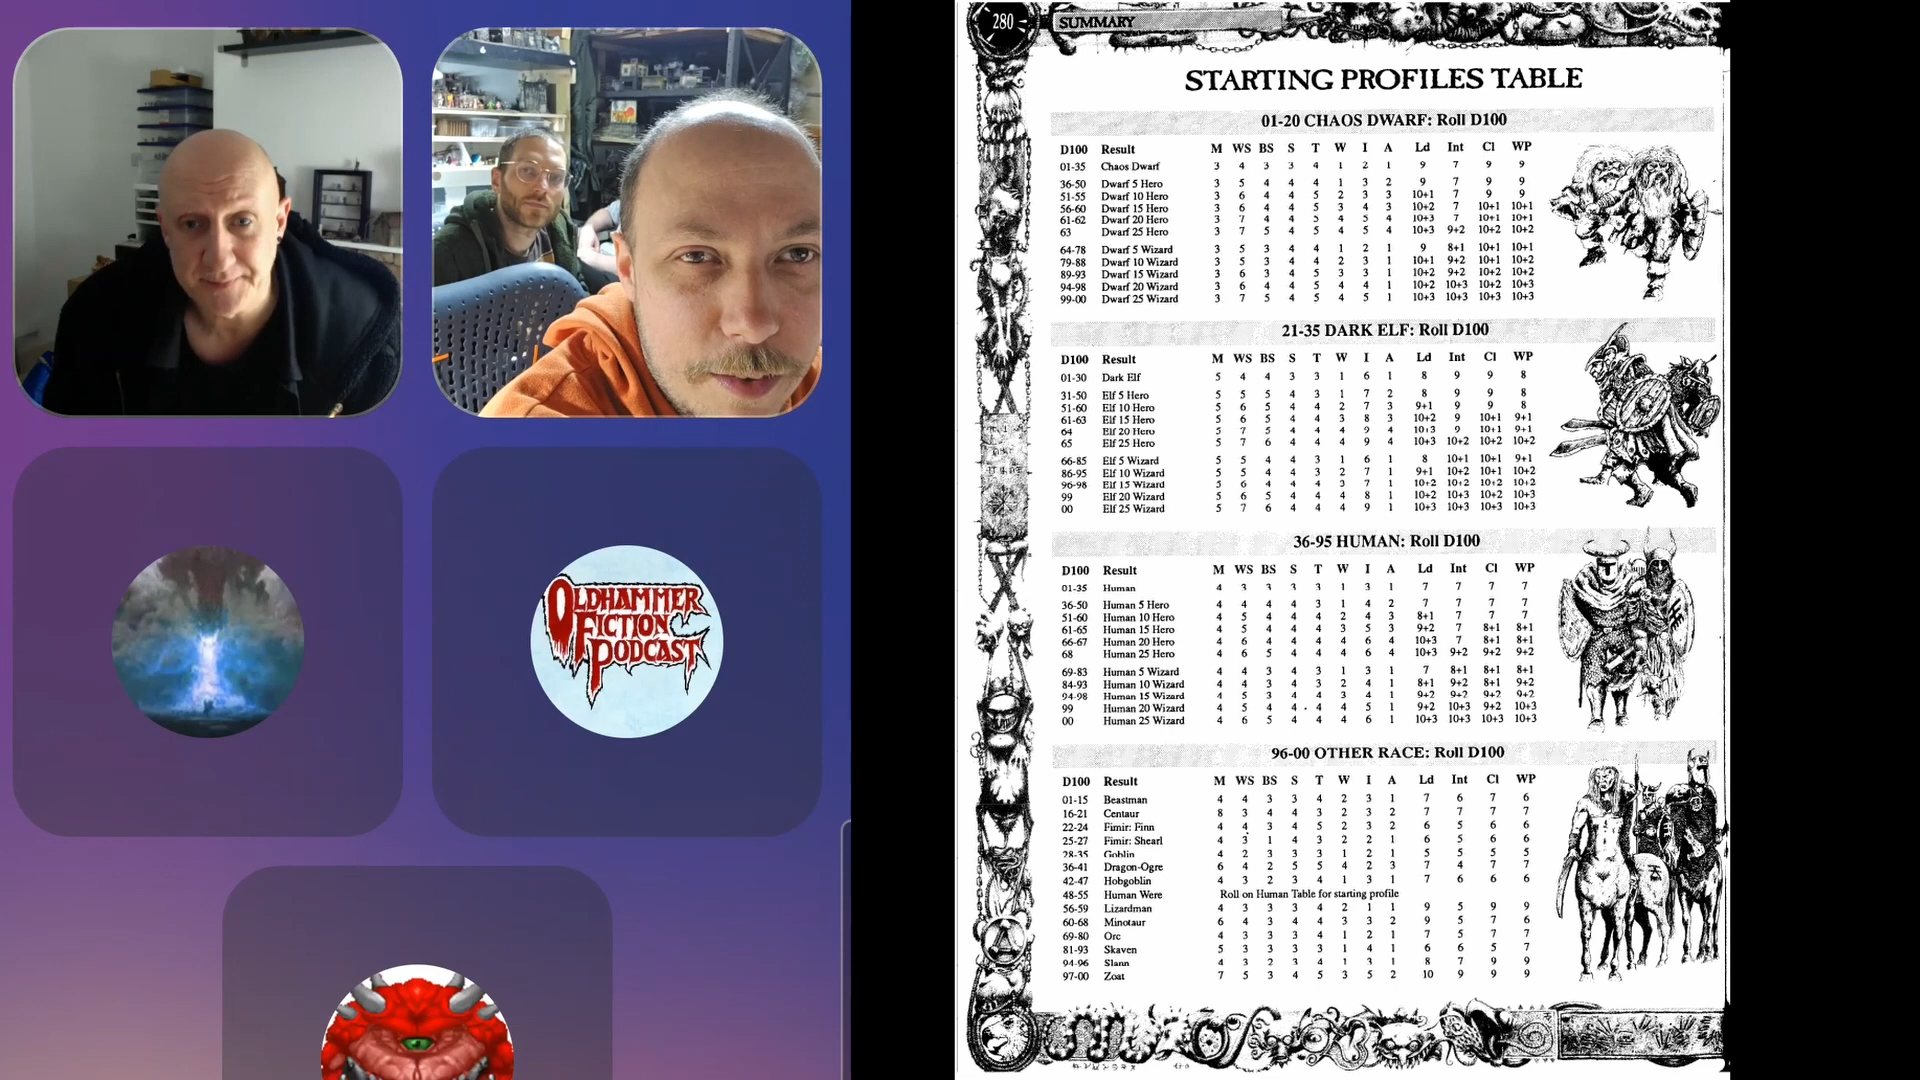 OLDHAMMER
FICTION
PODCAST
280 SUMMARY
STARTING PROFILES TABLE
01-20 CHAOS DWARF: Roll D100
D100 Result M WS BS S T W I A Ld Int Cl WP
01-35 Chaos Dwarf 3 4 3 3 4 1 2 1 9 7 9 9
36-50 Dwarf 5 Hero 3 5 4 4 4 1 3 2 9 7 9 9
51-55 Dwarf 10 Hero 3 6 4 4 5 2 3 3 10+1 7 9 9
56-60 Dwarf 15 Hero 3 6 4 4 5 3 4 3 10+2 7 10+1 10+1
61-62 Dwarf 20 Hero 3 7 4 4 5 4 5 4 10+3 7 10+1 10+1
63 Dwarf 25 Hero 3 7 5 4 5 4 5 4 10+3 9+2 10+2 10+2
64-78 Dwarf 5 Wizard 3 5 3 4 4 1 2 1 9 8+1 10+1 10+1
79-88 Dwarf 10 Wizard 3 5 3 4 4 2 3 1 10+1 9+2 10+1 10+2
89-93 Dwarf 15 Wizard 3 6 3 4 5 3 3 1 10+2 9+2 10+2 10+2
94-98 Dwarf 20 Wizard 3 6 4 4 5 4 4 1 10+2 10+3 10+2 10+3
99-00 Dwarf 25 Wizard 3 7 5 4 5 4 5 1 10+3 10+3 10+3 10+3
21-35 DARK ELF: Roll D100
D100 Result M WS BS S T W I A Ld Int Cl WP
01-30 Dark Elf 5 4 4 3 3 1 6 1 8 9 9 8
31-50 Elf 5 Hero 5 5 5 4 3 1 7 2 8 9 9 8
51-60 Elf 10 Hero 5 6 5 4 4 2 7 3 9+1 9 9 8
61-63 Elf 15 Hero 5 6 5 4 4 3 8 3 10+2 9 10+1 9+1
64 Elf 20 Hero 5 7 5 4 4 4 9 4 10+3 9 10+1 9+1
65 Elf 25 Hero 5 7 6 4 4 4 9 4 10+3 10+2 10+2 10+2
66-85 Elf 5 Wizard 5 5 4 4 3 1 6 1 8 10+1 10+1 9+1
86-95 Elf 10 Wizard 5 5 4 4 3 2 7 1 9+1 10+2 10+1 10+2
96-98 Elf 15 Wizard 5 6 4 4 4 3 7 1 10+2 10+2 10+2 10+2
99 Elf 20 Wizard 5 6 5 4 4 4 8 1 10+2 10+3 10+2 10+3
00 Elf 25 Wizard 5 7 6 4 4 4 9 1 10+3 10+3 10+3 10+3
36-95 HUMAN: Roll D100
D100 Result M WS BS S T W I A Ld Int Cl WP
01-35 Human 4 3 3 3 3 1 3 1 7 7 7 7
36-50 Human 5 Hero 4 4 4 4 3 1 4 2 7 7 7 7
51-60 Human 10 Hero 4 5 4 4 4 2 4 3 8+1 7 7 7
61-65 Human 15 Hero 4 5 4 4 4 3 5 3 9+2 7 8+1 8+1
66-67 Human 20 Hero 4 6 4 4 4 4 6 4 10+3 7 8+1 8+1
68 Human 25 Hero 4 6 5 4 4 4 6 4 10+3 9+2 9+2 9+2
69-83 Human 5 Wizard 4 4 3 4 3 1 3 1 7 8+1 8+1 8+1
84-93 Human 10 Wizard 4 4 3 4 3 2 4 1 8+1 9+2 8+1 9+2
94-98 Human 15 Wizard 4 5 3 4 4 3 4 1 9+2 9+2 9+2 9+2
99 Human 20 Wizard 4 5 4 4 4 4 5 1 9+2 10+3 9+2 10+3
00 Human 25 Wizard 4 6 5 4 4 4 6 1 10+3 10+3 10+3 10+3
96-00 OTHER RACE: Roll D100
D100 Result M WS BS S T W I A Ld Int Cl WP
01-15 Beastman 4 4 3 3 4 2 3 1 7 6 7 6
16-21 Centaur 8 3 4 4 3 2 3 2 7 7 7 7
22-24 Fimir: Finn 4 4 3 4 5 2 3 2 6 5 6 6
25-27 Fimir: Shearl 4 3 1 4 3 2 2 1 6 5 6 6
28-35 Goblin 4 2 3 3 3 1 2 1 5 5 5 5
36-41 Dragon-Ogre 6 4 2 5 5 4 2 3 7 4 7 7
42-47 Hobgoblin 4 3 2 3 4 1 3 1 7 6 6 6
48-55 Human Were Roll on Human Table for starting profile
56-59 Lizardman 4 3 3 3 4 2 1 1 9 5 9 9
60-68 Minotaur 6 4 3 4 4 3 3 2 9 5 7 6
69-80 Orc 4 3 3 3 4 1 2 1 7 5 7 7
81-93 Skaven 5 3 3 3 3 1 4 1 6 6 5 7
94-96 Slann 4 3 2 3 4 1 3 1 8 7 9 9
97-00 Zoat 7 5 3 4 5 3 5 2 10 9 9 9